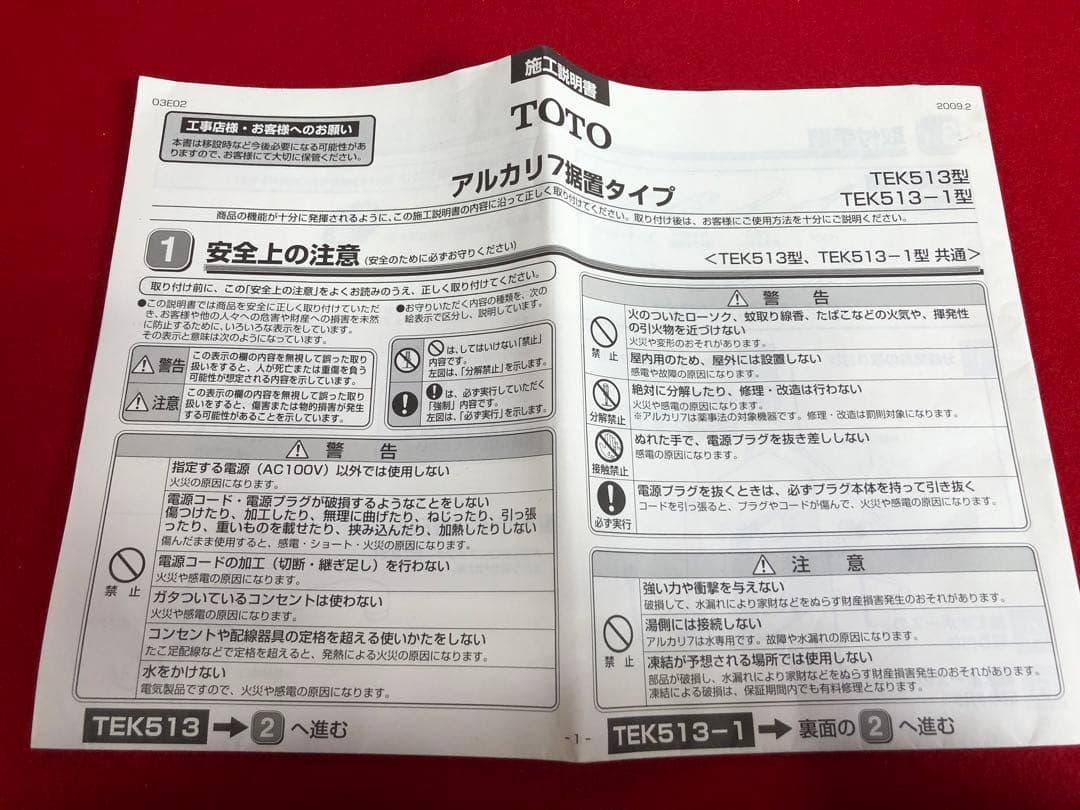 施工説明書
03E02
2009.2
工事店様・お客様へのお願い
本書は移設時など今後必要になる可能性があ
りますので、お客様にて大切に保管ください。
TOTO
アルカリ7据置タイプ
TEK513型
TEK513-1型
商品の機能が十分に発揮されるように、この施工説明書の内容に沿って正しく取り付けてください。取り付け後は、お客様にご使用方法を十分にご説明ください。
1 安全上の注意 (安全のために必ずお守りください)
<TEK513型、TEK513-1型 共通>
取り付け前に、この「安全上の注意」をよくお読みのうえ、正しく取り付けてください。
●この説明書では商品を安全に正しく取り付けていただ
き、お客様や他の人々への危害や財産への損害を未然
に防止するために、いろいろな表示をしています。
その表示と意味は次のようになっています。
●お守りいただく内容の種類を、次の
絵表示で区分し、説明しています。
警告
この表示の欄の内容を無視して誤った取り
扱いをすると、人が死亡または重傷を負う
可能性が想定される内容を示しています。
注意
この表示の欄の内容を無視して誤った取り
扱いをすると、傷害または物的損害が発生
する可能性があることを示しています。
は、してはいけない「禁止」
内容です。
左図は、「分解禁止」を示します。
は、必ず実行していただく
「強制」内容です。
左図は、「必ず実行」を示します。
警 告
禁 止
指定する電源(AC100V)以外では使用しない
火災の原因になります。
電源コード・電源プラグが破損するようなことをしない
傷つけたり、加工したり、無理に曲げたり、ねじったり、引っ張
ったり、重いものを載せたり、挟み込んだり、加熱したりしない
傷んだまま使用すると、感電・ショート・火災の原因になります。
電源コードの加工(切断・継ぎ足し)を行わない
火災や感電の原因になります。
ガタついているコンセントは使わない
火災や感電の原因になります。
コンセントや配線器具の定格を超える使いかたをしない
たこ足配線などで定格を超えると、発熱による火災の原因になります。
水をかけない
電気製品ですので、火災や感電の原因になります。
TEK513 → 2 へ進む
警 告
禁 止
火のついたローソク、蚊取り線香、たばこなどの火気や、揮発性
の引火物を近づけない
火災や変形のおそれがあります。
屋内用のため、屋外には設置しない
感電や故障の原因になります。
分解禁止
絶対に分解したり、修理・改造は行わない
火災や感電の原因になります。
※アルカリ7は薬事法の対象機器です。修理・改造は罰則対象になります。
接触禁止
ぬれた手で、電源プラグを抜き差ししない
感電の原因になります。
必ず実行
電源プラグを抜くときは、必ずプラグ本体を持って引き抜く
コードを引っ張ると、プラグやコードが傷んで、火災や感電の原因になります。
注 意
禁 止
強い力や衝撃を与えない
破損して、水漏れにより家財などをぬらす財産損害発生のおそれがあります。
湯側には接続しない
アルカリ7は水専用です。故障や水漏れの原因になります。
凍結が予想される場所では使用しない
部品が破損し、水漏れにより家財などをぬらす財産損害発生のおそれがあります。
凍結による破損は、保証期間内でも有料修理となります。
TEK513-1 → 裏面の 2 へ進む
-1-